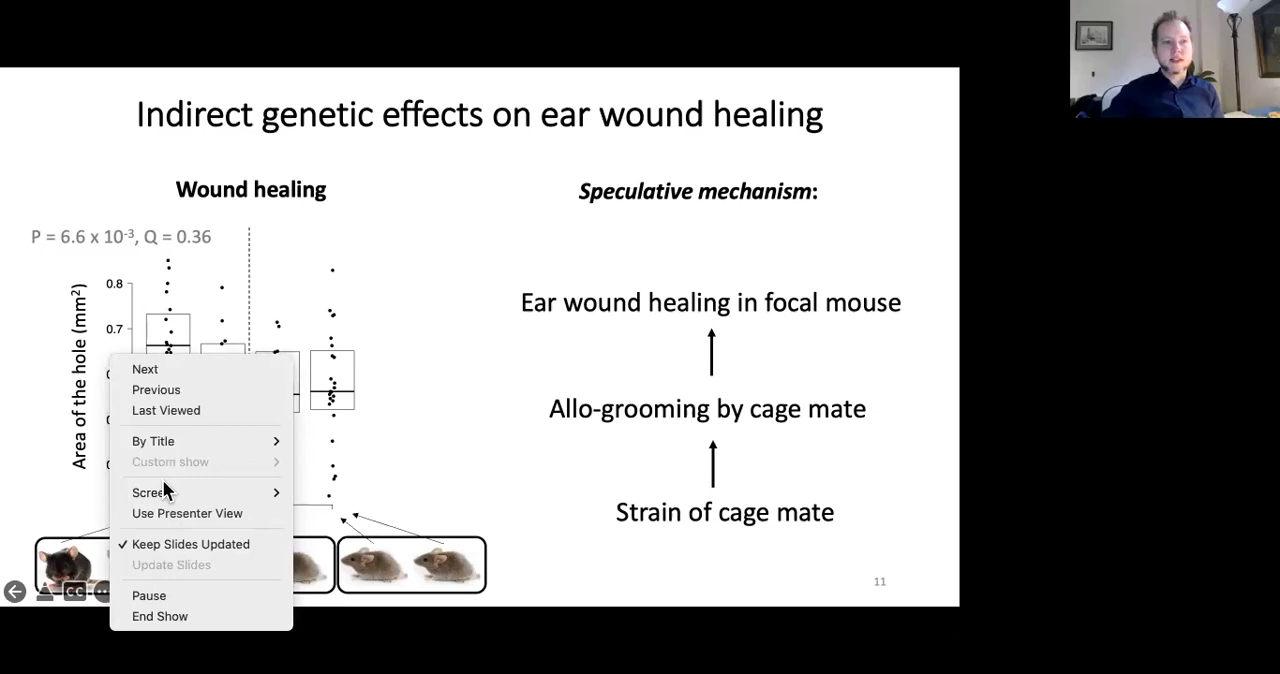 Indirect genetic effects on ear wound healing
Wound healing
P = 6.6 x 10-3, Q = 0.36
Area of the hole (mm2)
0.8
0.7
Next
Previous
Last Viewed
By Title
Custom show
Use Presenter View
✓ Keep Slides Updated
Update Slides
Pause
End Show
CC
Speculative mechanism:
Ear wound healing in focal mouse
Allo-grooming by cage mate
Strain of cage mate
11